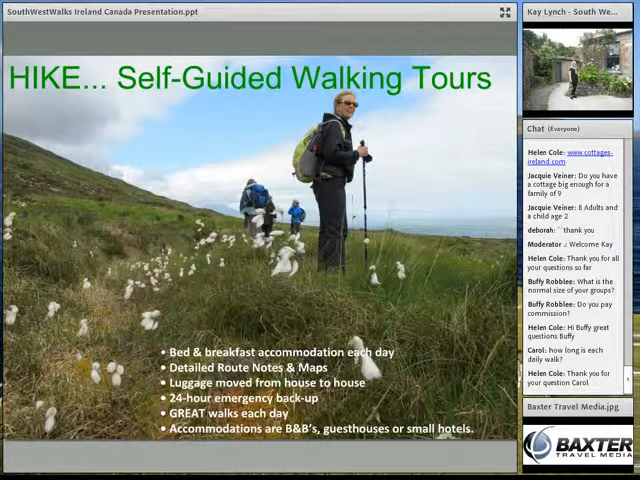 SouthWestWalks Ireland Canada Presentation.ppt
HIKE... Self-Guided Walking Tours
• Bed & breakfast accommodation each day
• Detailed Route Notes & Maps
• Luggage moved from house to house
• 24-hour emergency back-up
• GREAT walks each day
• Accommodations are B&B's, guesthouses or small hotels.
Kay Lynch - South We...
Chat (Everyone)
Helen Cole: www.cottages-
ireland.com
Jacquie Veiner: Do you have
a cottage big enough for a
family of 9
Jacquie Veiner: 8 Adults and
a child age 2
deborah: ``thank you
Moderator .: Welcome Kay
Helen Cole: Thank you for all
your questions so far
Buffy Robblee: What is the
normal size of your groups?
Buffy Robblee: Do you pay
commission?
Helen Cole: Hi Buffy great
questions Buffy
Carol: how long is each
daily walk?
Helen Cole: Thank you for
your question Carol
Baxter Travel Media.jpg
BAXTER
TRAVEL MEDIA